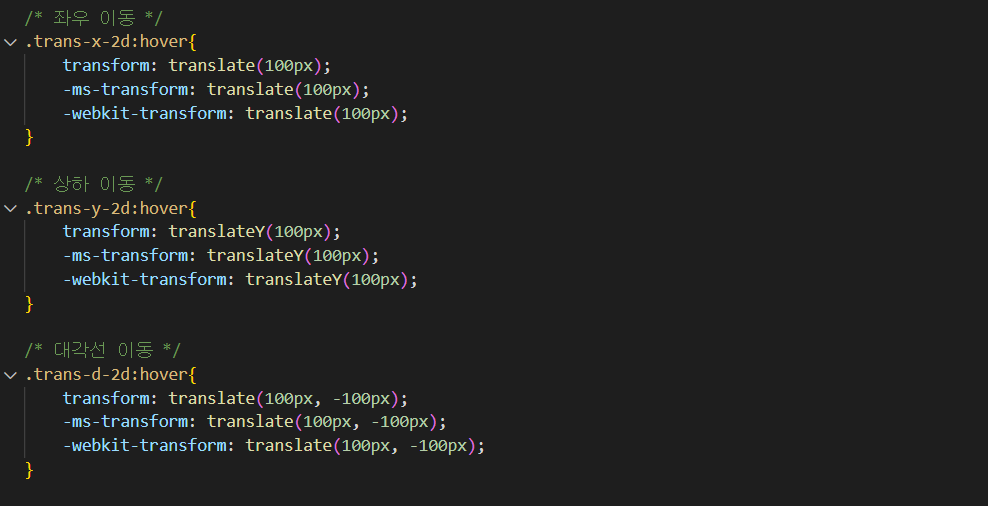 /* 좌우 이동 */
.trans-x-2d:hover{
    transform: translate(100px);
    -ms-transform: translate(100px);
    -webkit-transform: translate(100px);
}

/* 상하 이동 */
.trans-y-2d:hover{
    transform: translateY(100px);
    -ms-transform: translateY(100px);
    -webkit-transform: translateY(100px);
}

/* 대각선 이동 */
.trans-d-2d:hover{
    transform: translate(100px, -100px);
    -ms-transform: translate(100px, -100px);
    -webkit-transform: translate(100px, -100px);
}